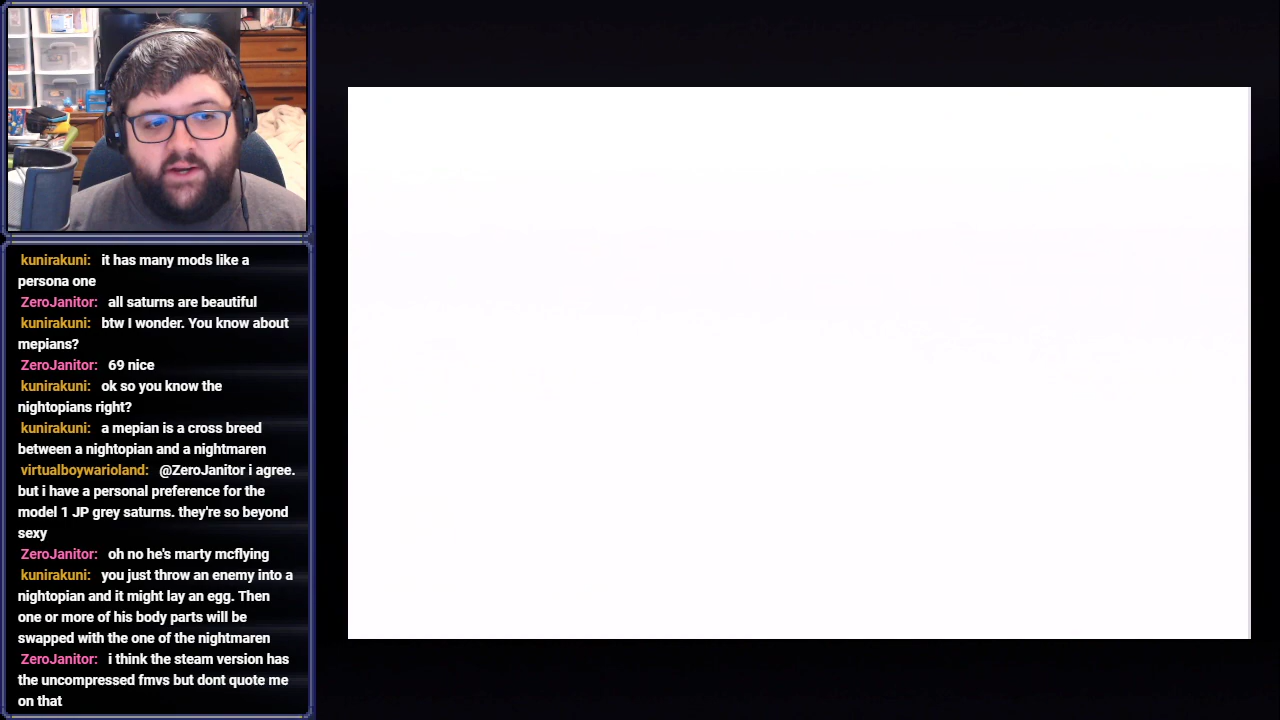 kunirakuni: it has many mods like a
persona one
ZeroJanitor: all saturns are beautiful
kunirakuni: btw I wonder. You know about
mepians?
ZeroJanitor: 69 nice
kunirakuni: ok so you know the
nightopians right?
kunirakuni: a mepian is a cross breed
between a nightopian and a nightmaren
virtualboywarioland: @ZeroJanitor i agree.
but i have a personal preference for the
model 1 JP grey saturns. they're so beyond
sexy
ZeroJanitor: oh no he's marty mcflying
kunirakuni: you just throw an enemy into a
nightopian and it might lay an egg. Then
one or more of his body parts will be
swapped with the one of the nightmaren
ZeroJanitor: i think the steam version has
the uncompressed fmvs but dont quote me
on that